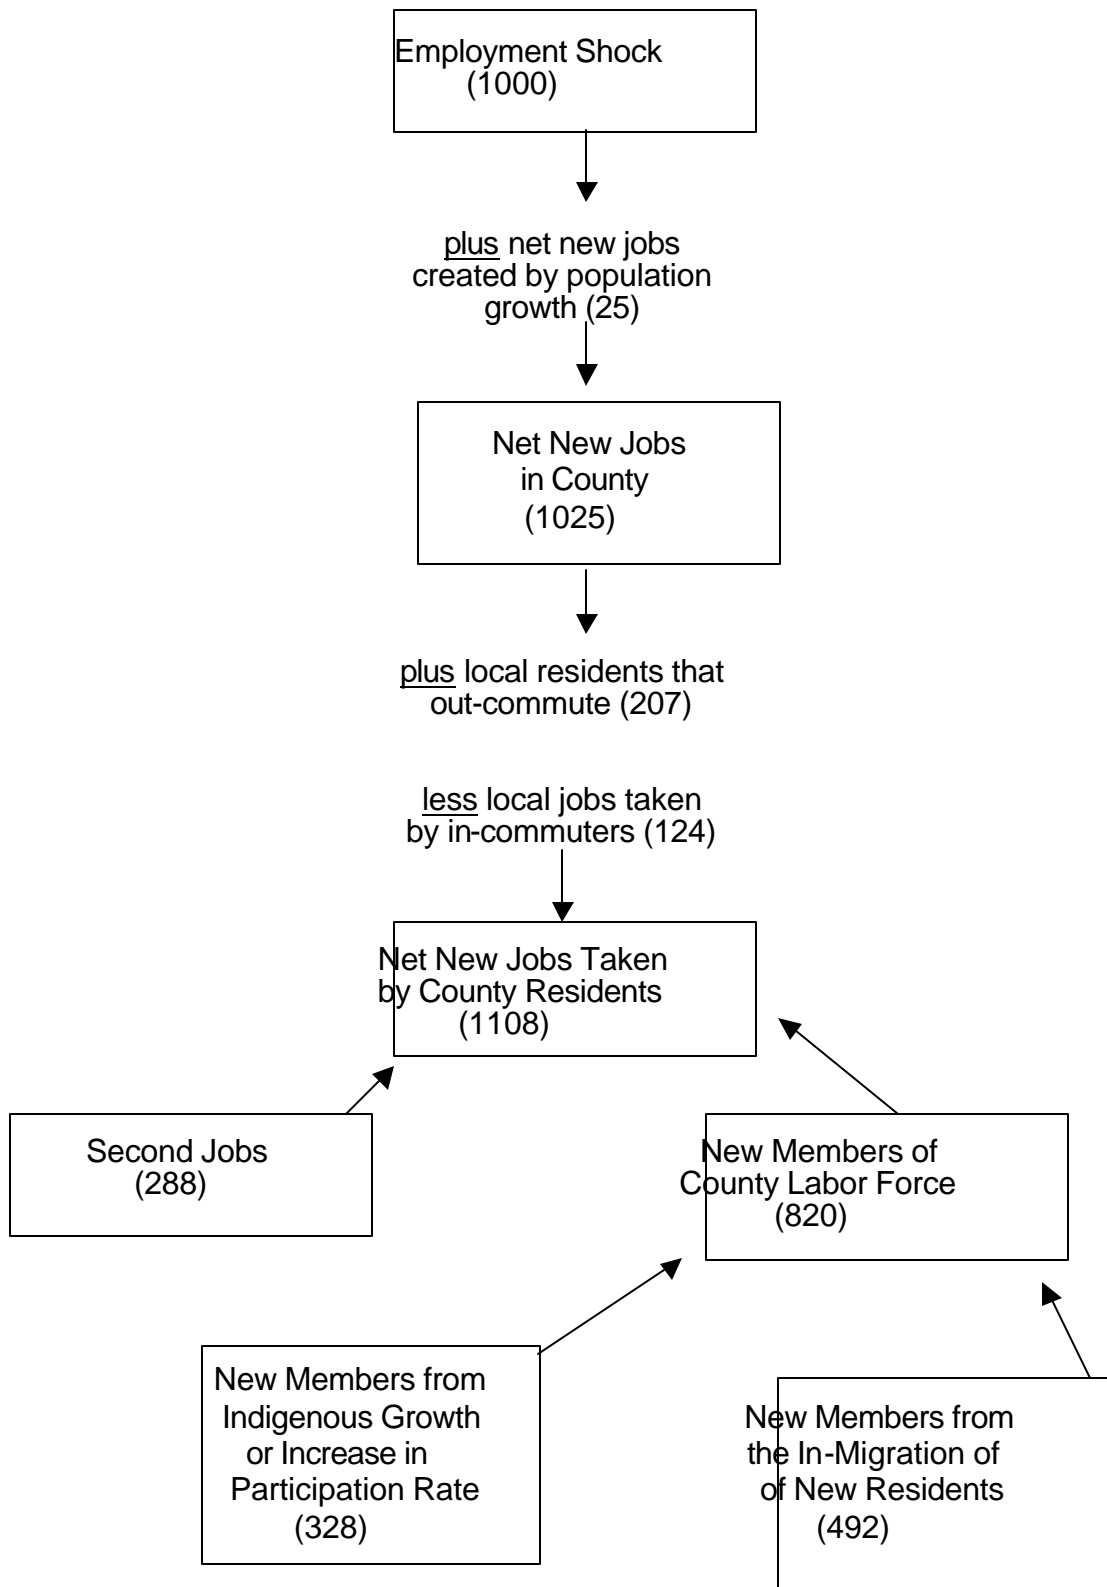 Employment Shock
(1000)
plus net new jobs
created by population
growth (25)
Net New Jobs
in County
(1025)
plus local residents that
out-commute (207)
less local jobs taken
by in-commuters (124)
Net New Jobs Taken
by County Residents
(1108)
Second Jobs
(288)
New Members of
County Labor Force
(820)
New Members from
Indigenous Growth
or Increase in
Participation Rate
(328)
New Members from
the In-Migration of
of New Residents
(492)